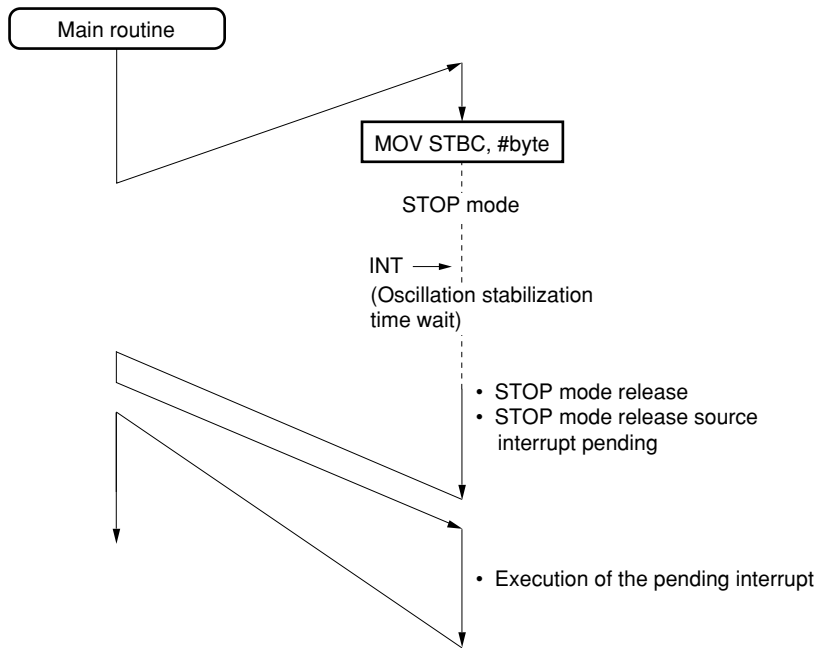 Main routine
MOV STBC, #byte
STOP mode
INT
(Oscillation stabilization
time wait)
• STOP mode release
• STOP mode release source
interrupt pending
• Execution of the pending interrupt